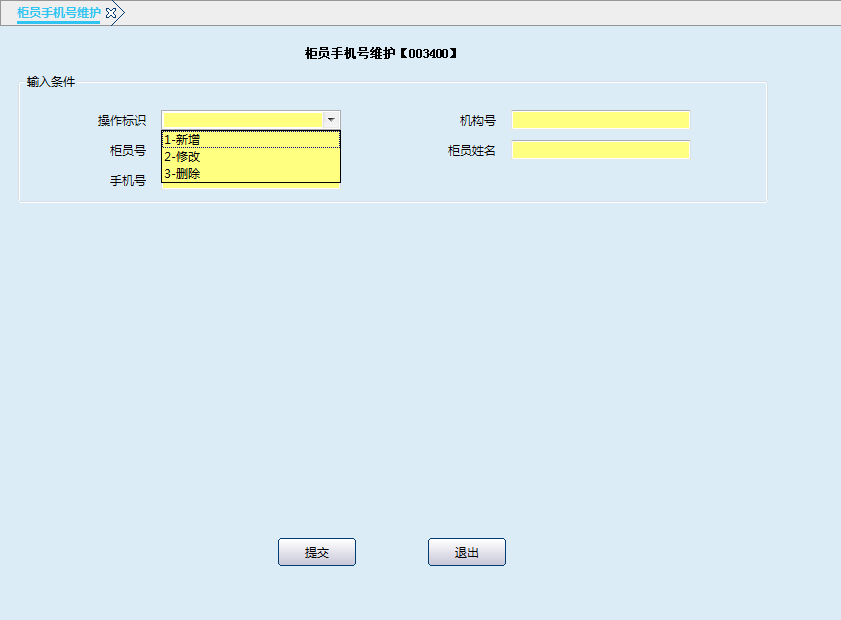 柜员手机号维护
柜员手机号维护【003400】
输入条件
操作标识
机构号
1-新增
柜员号
柜员姓名
2-修改
3-删除
手机号
提交
退出